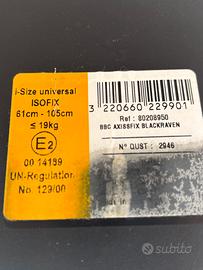 i-Size universal
ISOFIX
61cm - 105cm
≤ 19kg
E2
00 14189
UN-Regulation
No. 129/00
3 220660 229901
Ref : 80208950
BBC AXISSFIX BLACKRAVEN
N° OUST : 2946
subito